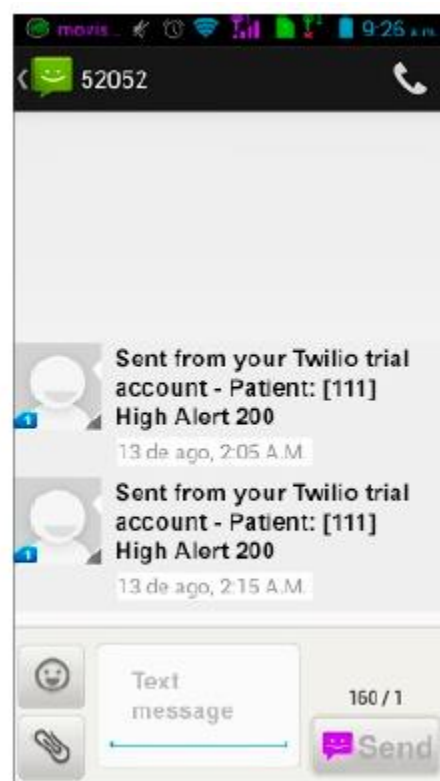 movis... 9:26 a.m.
52052
Sent from your Twilio trial
account - Patient: [111]
High Alert 200
13 de ago, 2:05 A.M.
Sent from your Twilio trial
account - Patient: [111]
High Alert 200
13 de ago, 2:15 A.M.
Text
message
160 / 1
Send